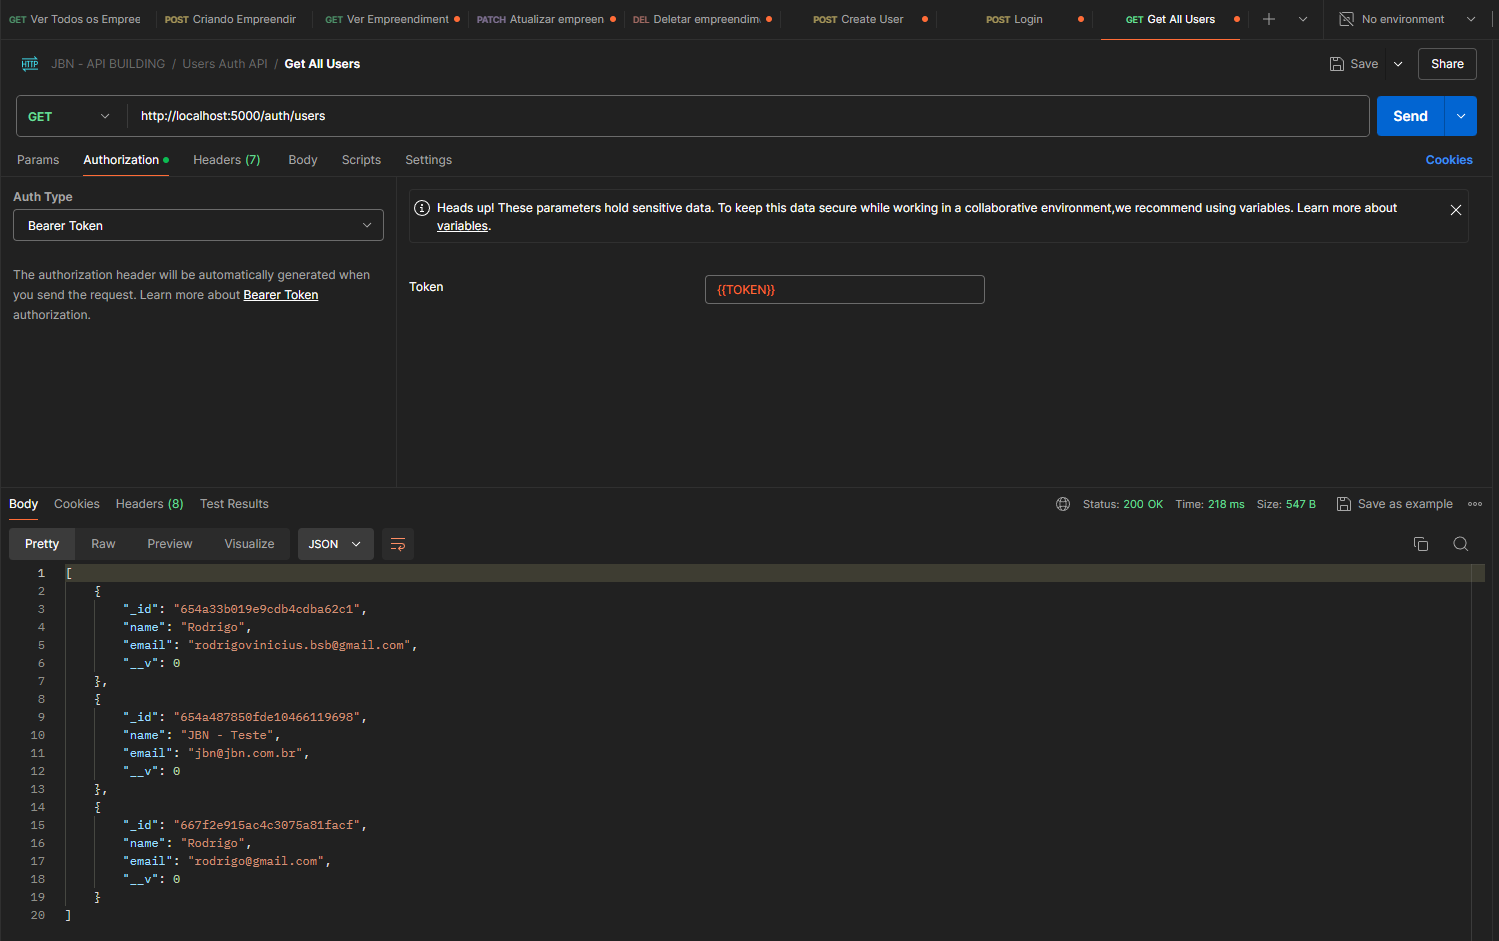 GET Ver Todos os Empree POST Criando Empreendir GET Ver Empreendiment PATCH Atualizar empreen DEL Deletar empreendim POST Create User POST Login GET Get All Users No environment
HTTP JBN - API BUILDING / Users Auth API / Get All Users Save Share
GET http://localhost:5000/auth/users Send
Params Authorization Headers (7) Body Scripts Settings Cookies
Auth Type
Bearer Token
The authorization header will be automatically generated when
you send the request. Learn more about Bearer Token
authorization.
Heads up! These parameters hold sensitive data. To keep this data secure while working in a collaborative environment,we recommend using variables. Learn more about
variables.
Token {{TOKEN}}
Body Cookies Headers (8) Test Results Status: 200 OK Time: 218 ms Size: 547 B Save as example
Pretty Raw Preview Visualize JSON
1 [
2 {
3 "_id": "654a33b019e9cdb4cdba62c1",
4 "name": "Rodrigo",
5 "email": "rodrigovinicius.bsb@gmail.com",
6 "__v": 0
7 },
8 {
9 "_id": "654a487850fde10466119698",
10 "name": "JBN - Teste",
11 "email": "jbn@jbn.com.br",
12 "__v": 0
13 },
14 {
15 "_id": "667f2e915ac4c3075a81facf",
16 "name": "Rodrigo",
17 "email": "rodrigo@gmail.com",
18 "__v": 0
19 }
20 ]